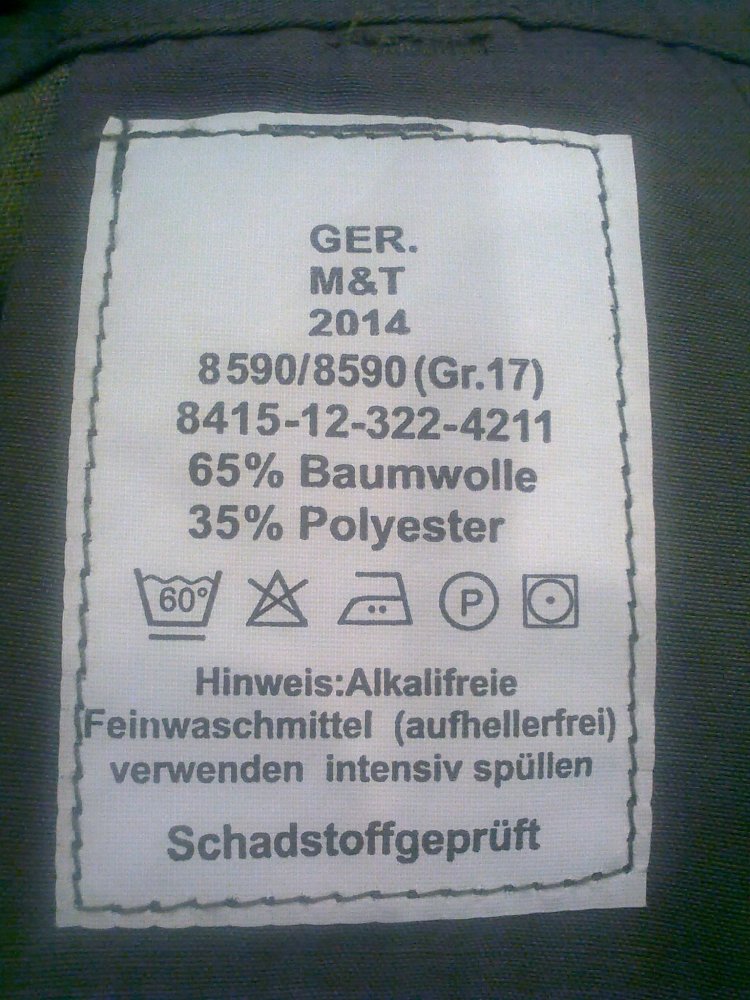 GER.
M&T
2014
8590/8590 (Gr.17)
8415-12-322-4211
65% Baumwolle
35% Polyester
60° P
Hinweis:Alkalifreie
Feinwaschmittel (aufhellerfrei)
verwenden intensiv spüllen
Schadstoffgeprüft